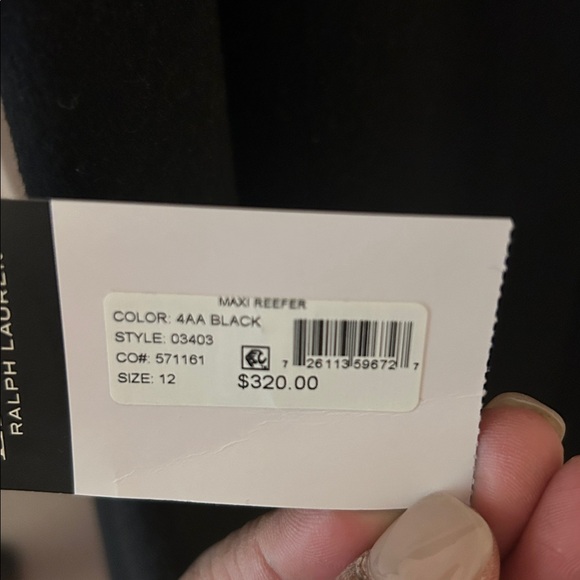 RALPH LAUREN
MAXI REEFER
COLOR: 4AA BLACK
STYLE: 03403
CO#: 571161
SIZE: 12
$320.00
7 26113 59672 7